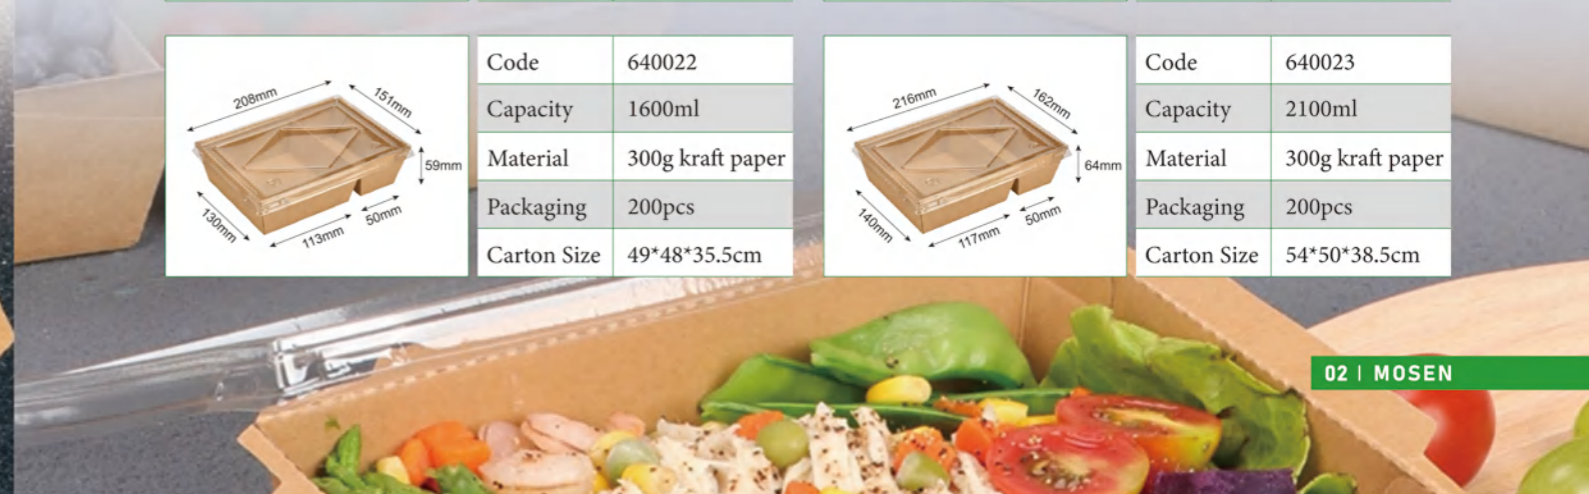 208mm
151mm
59mm
130mm
113mm
50mm
Code 640022
Capacity 1600ml
Material 300g kraft paper
Packaging 200pcs
Carton Size 49*48*35.5cm
216mm
162mm
64mm
140mm
117mm
50mm
Code 640023
Capacity 2100ml
Material 300g kraft paper
Packaging 200pcs
Carton Size 54*50*38.5cm
02 | MOSEN